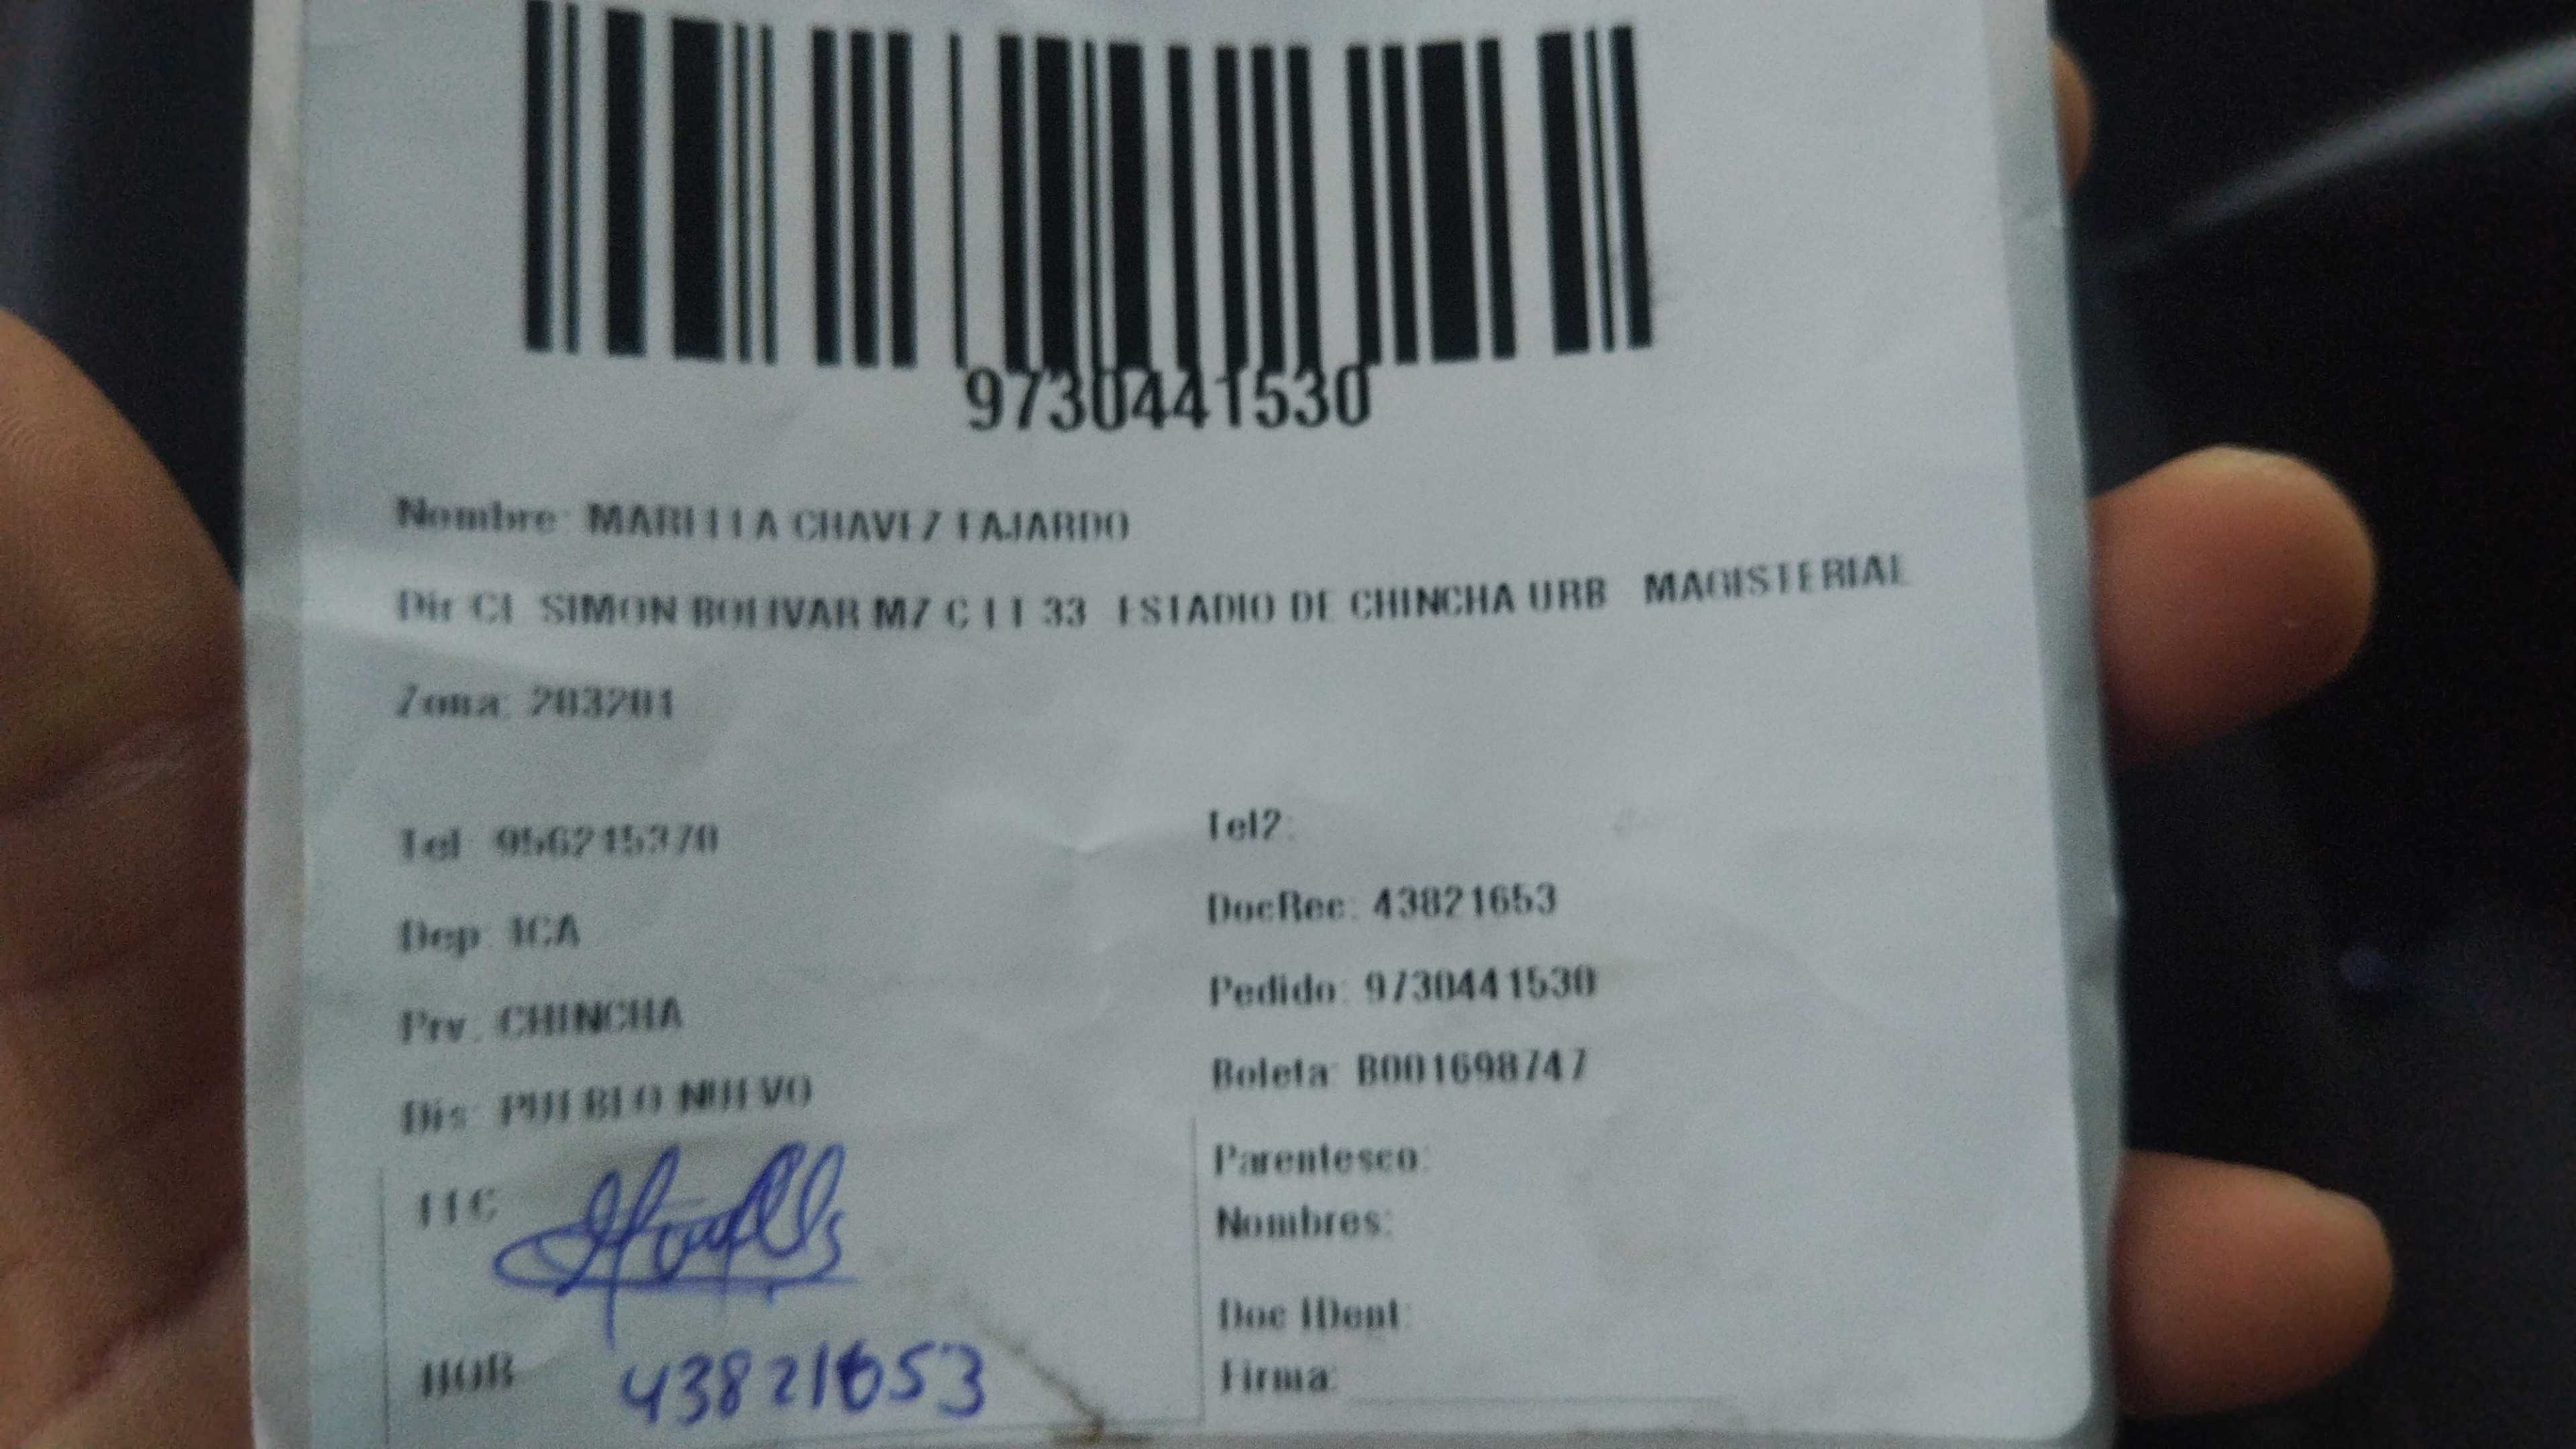 9730441530
Nombre: MARIELLA CHAVEZ FAJARDO
Dir CL SIMON BOLIVAR MZ C LT 33 ESTADIO DE CHINCHA URB MAGISTERIAL
Zona: 203201
Tel: Tel2:
DocRec: 43821653
Dep: ICA
Pedido: 9730441530
Prv: CHINCHA
Boleta: B001698747
Dis: PUEBLO NUEVO
Parentesco:
Nombres:
Doc IDent:
43821653
Firma: